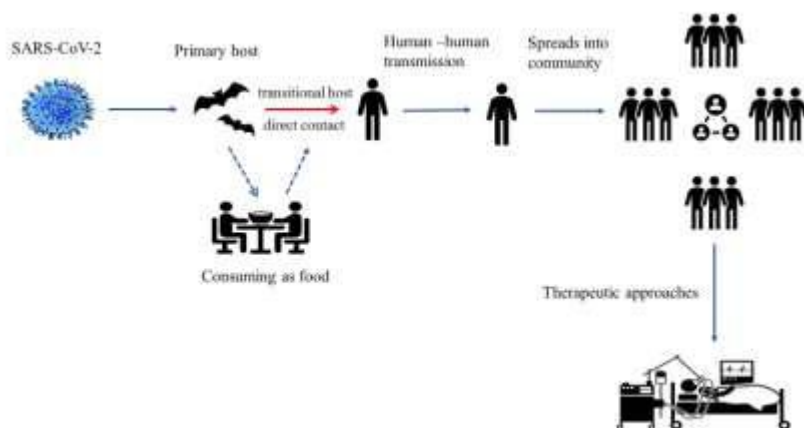 SARS-CoV-2
Primary host
transitional host
direct contact
Human –human
transmission
Spreads into
community
Consuming as food
Therapeutic approaches